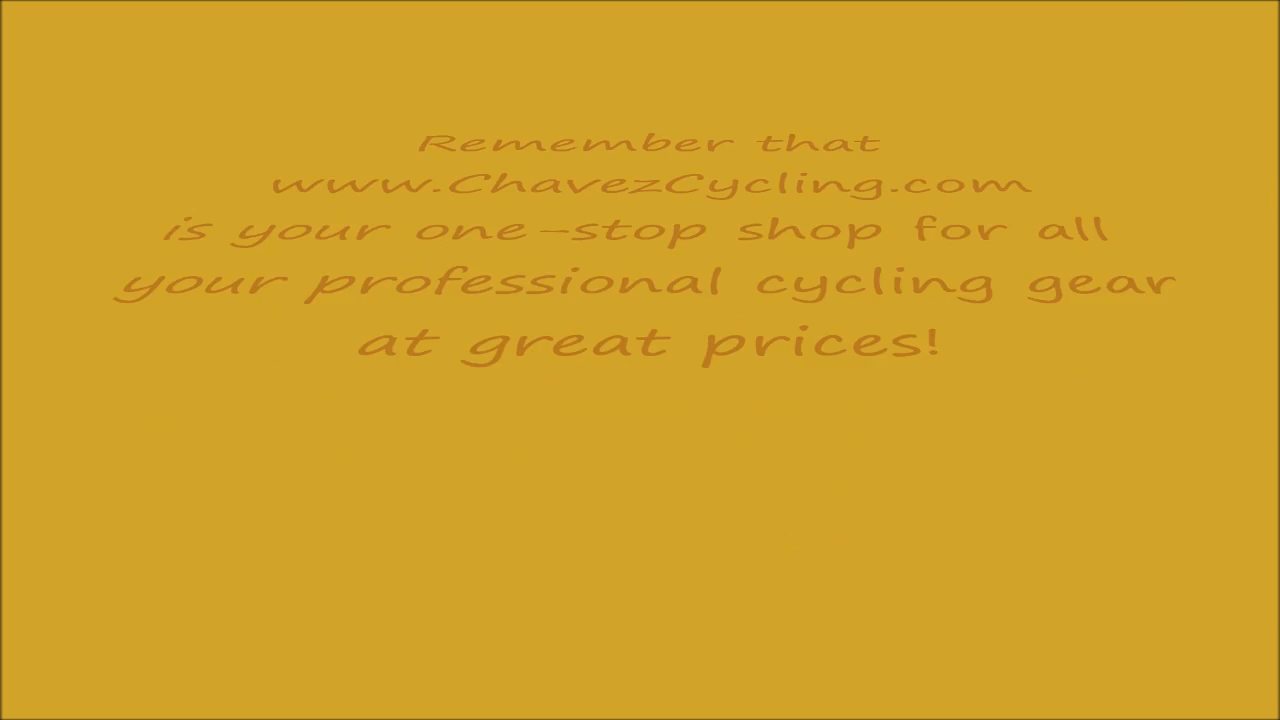 Remember that
www.ChavezCycling.com
is your one-stop shop for all
your professional cycling gear
at great prices!